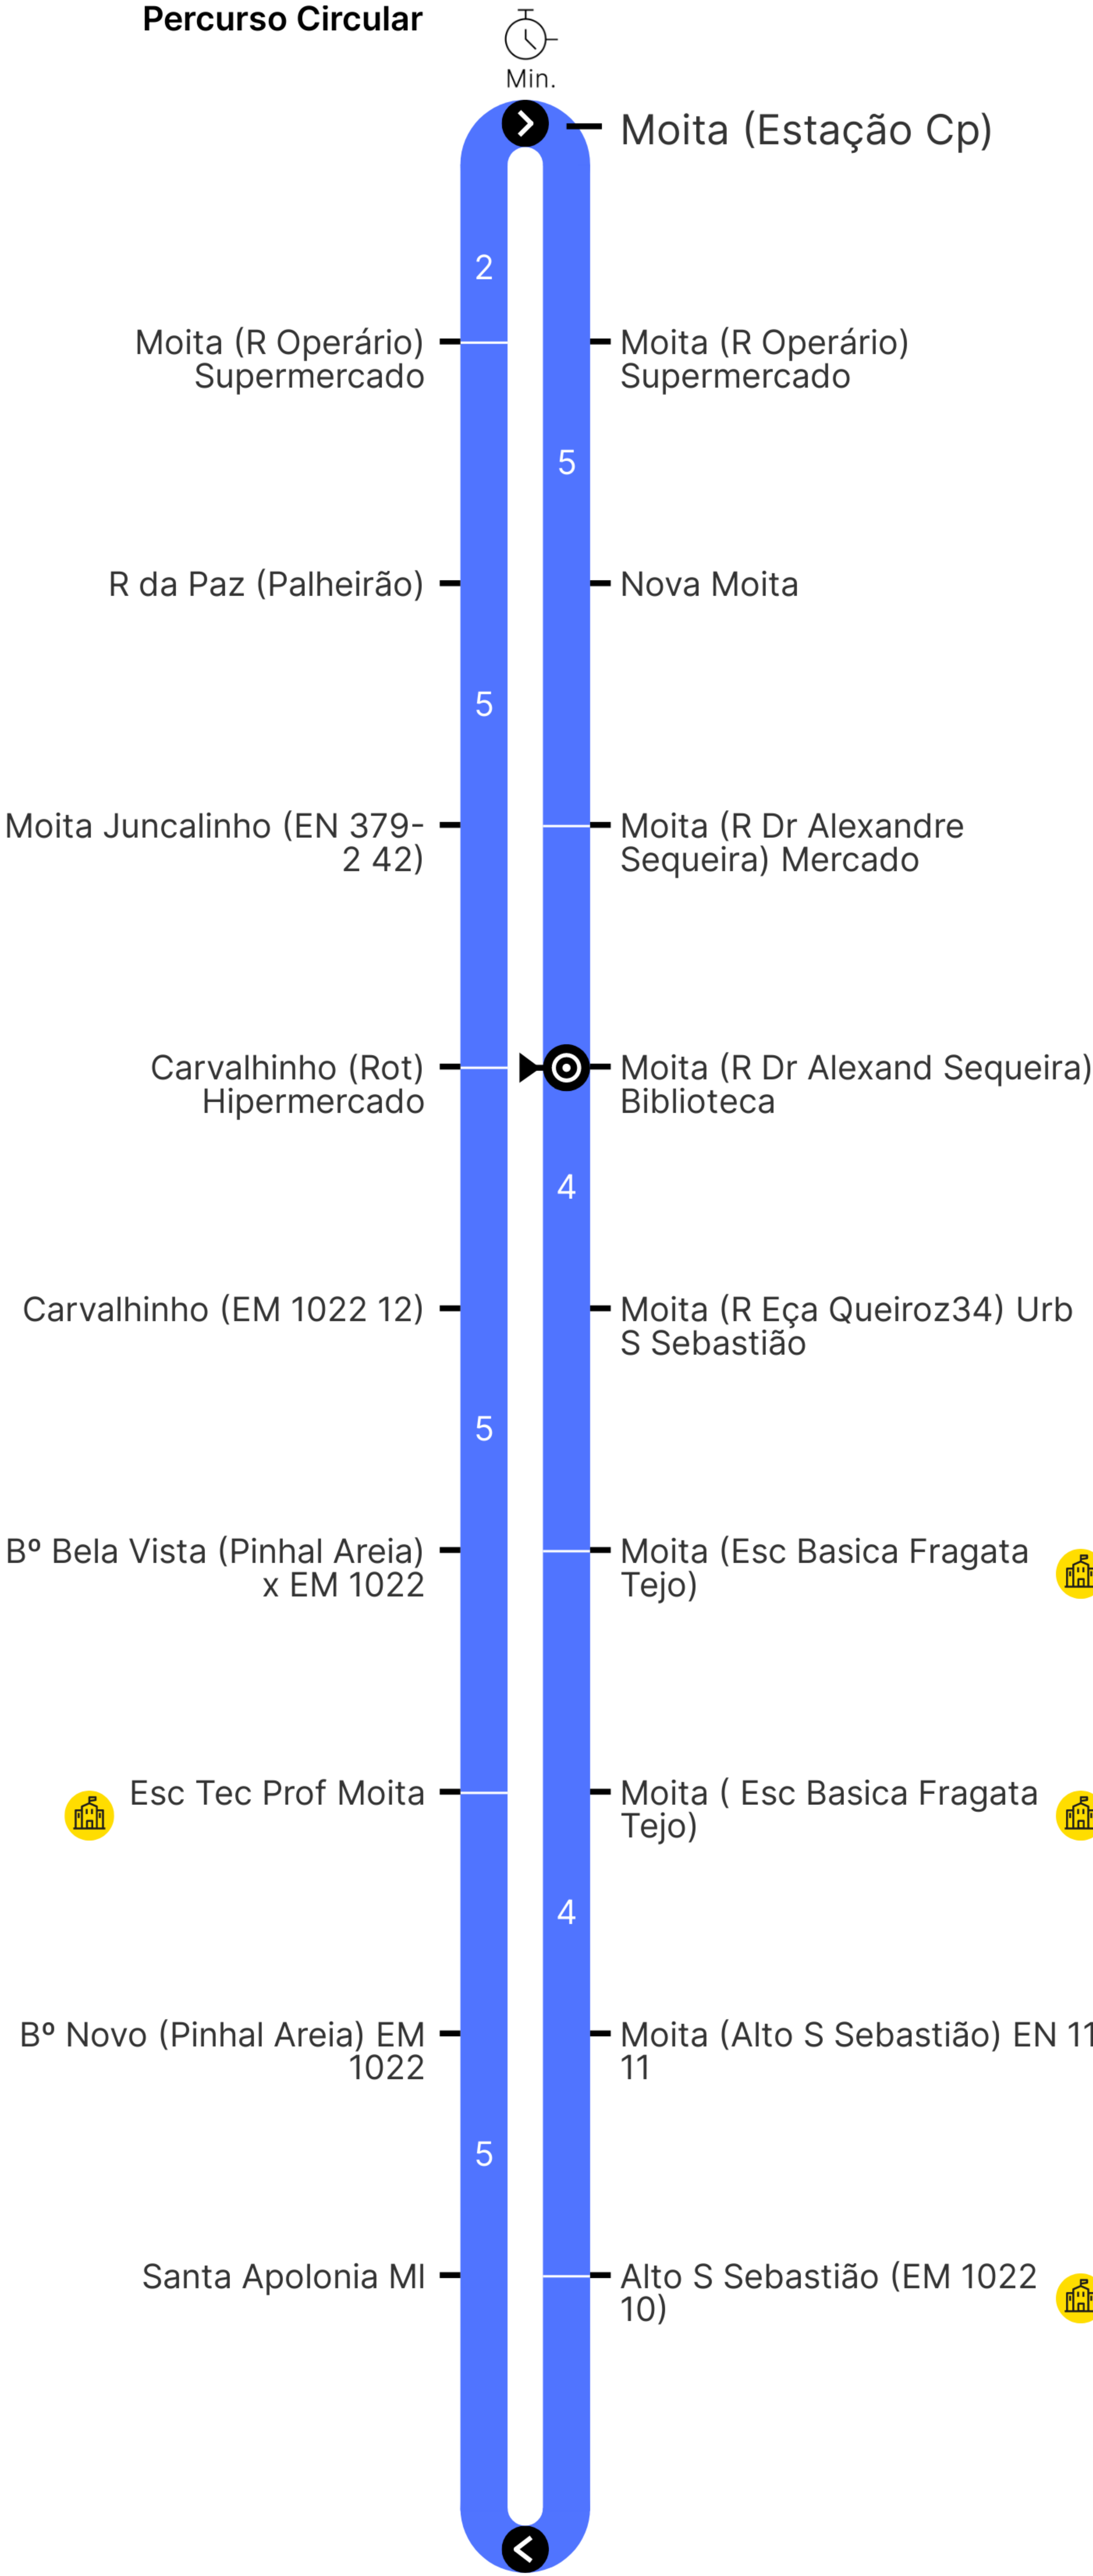 Percurso Circular
Min.
Moita (Estação Cp)
2
Moita (R Operário)
Supermercado
Moita (R Operário)
Supermercado
5
R da Paz (Palheirão)
Nova Moita
5
Moita Juncalinho (EN 379-
2 42)
Moita (R Dr Alexandre
Sequeira) Mercado
Carvalhinho (Rot)
Hipermercado
Moita (R Dr Alexand Sequeira)
Biblioteca
4
Carvalhinho (EM 1022 12)
Moita (R Eça Queiroz34) Urb
S Sebastião
5
Bº Bela Vista (Pinhal Areia)
x EM 1022
Moita (Esc Basica Fragata
Tejo)
Esc Tec Prof Moita
Moita ( Esc Basica Fragata
Tejo)
4
Bº Novo (Pinhal Areia) EM
1022
Moita (Alto S Sebastião) EN 11
11
5
Santa Apolonia MI
Alto S Sebastião (EM 1022
10)